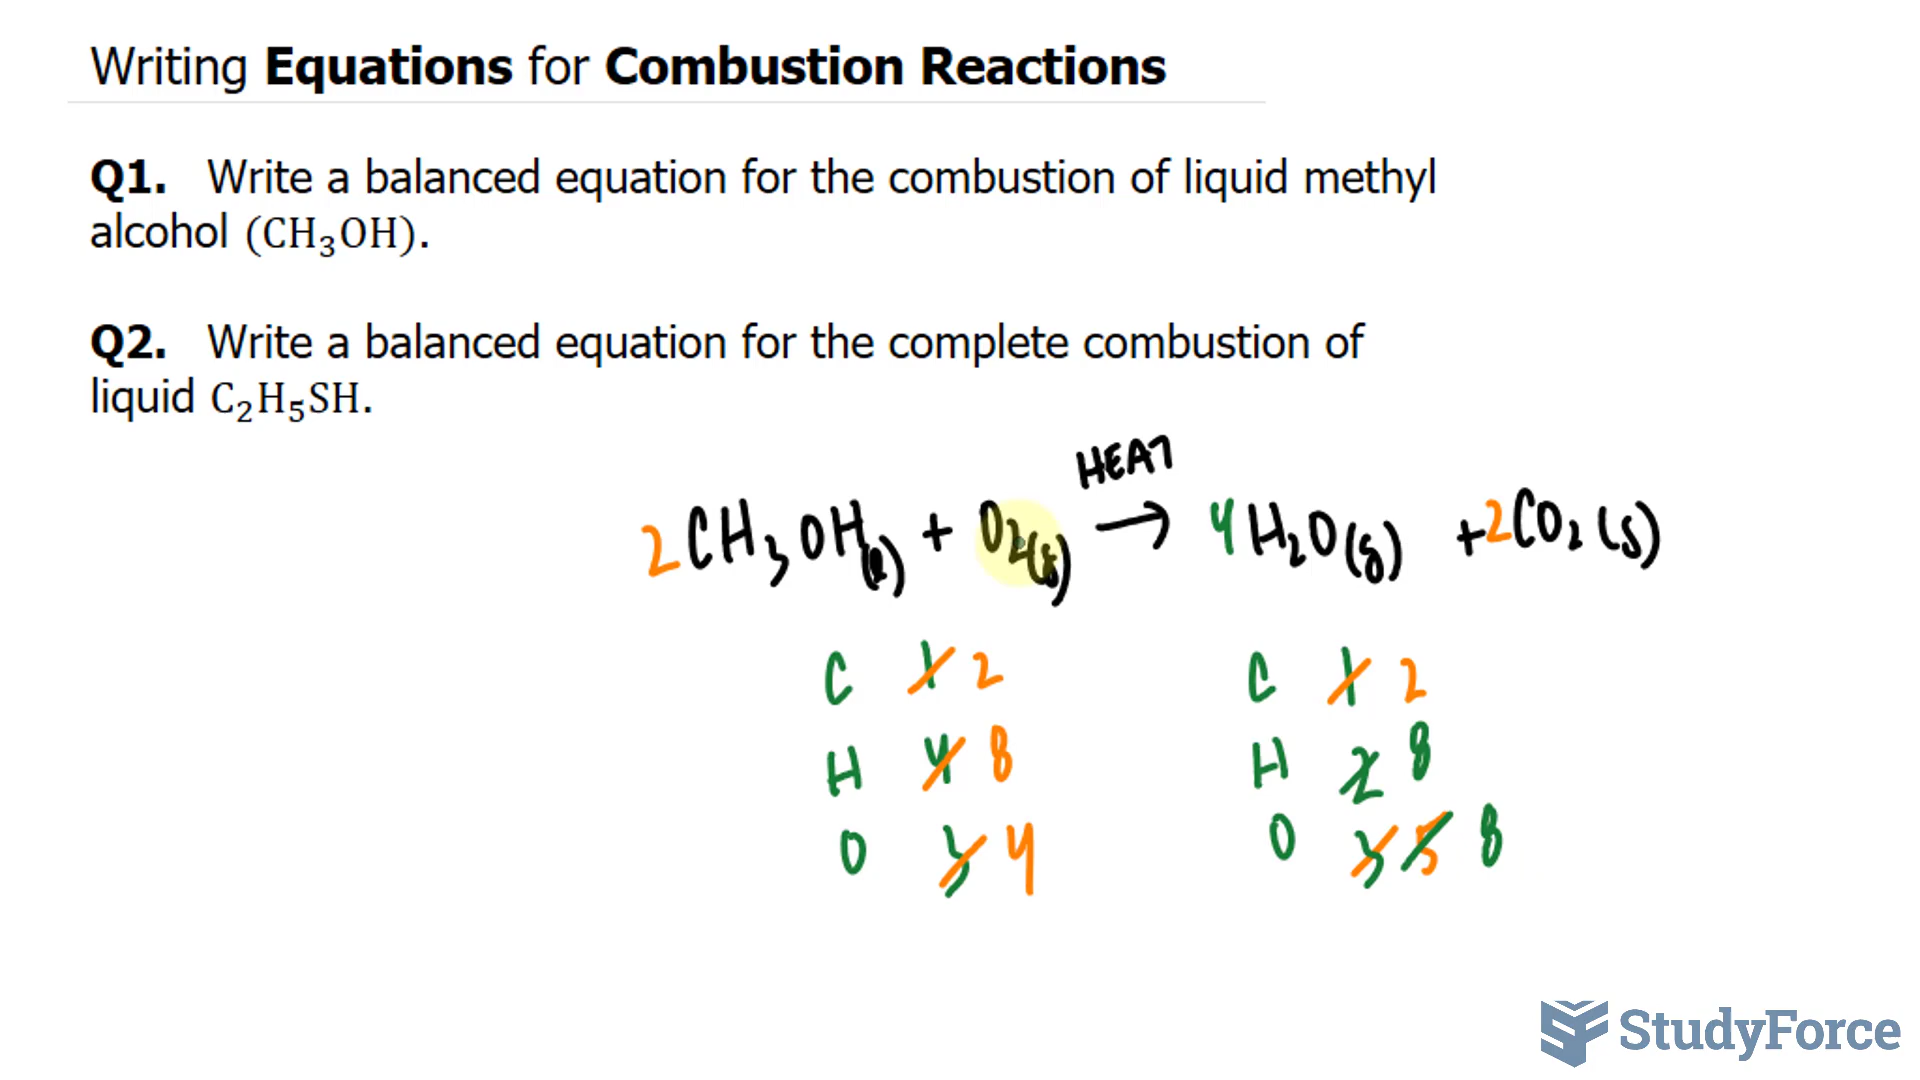 Writing Equations for Combustion Reactions
Q1. Write a balanced equation for the combustion of liquid methyl
alcohol (CH₃OH).
Q2. Write a balanced equation for the complete combustion of
liquid C₂H₅SH.
HEAT
2CH₃OH(l) + O₂(g) → 4H₂O(g) + 2CO₂(g)
C 1 2 C 1 2
H 4 8 H 2 8
O 3 4 O 3 5 8
StudyForce